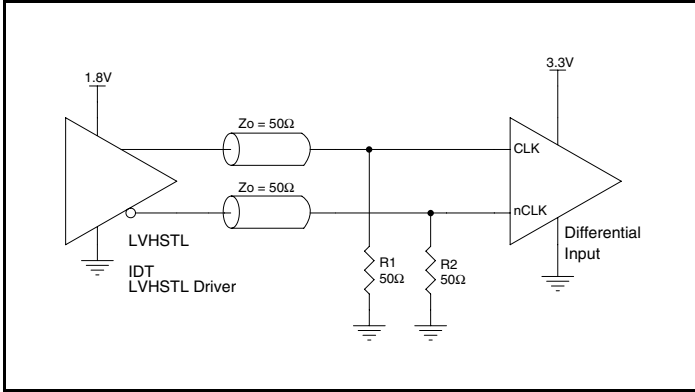 1.8V
3.3V
Zo = 50Ω
CLK
Zo = 50Ω
nCLK
LVHSTL
IDT
LVHSTL Driver
R1
50Ω
R2
50Ω
Differential
Input